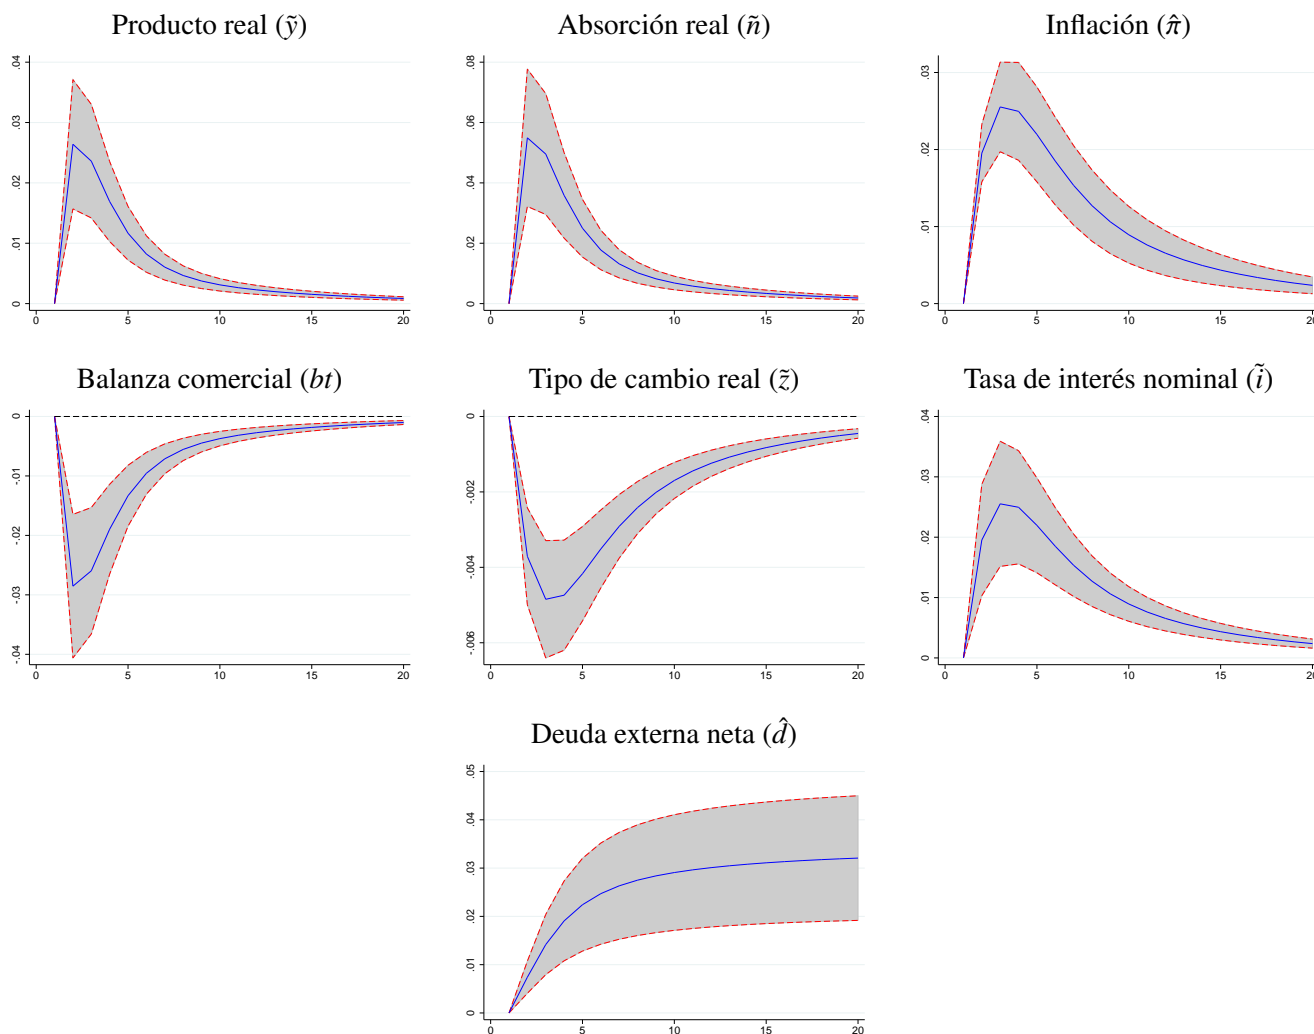 Producto real (ỹ)
Absorción real (ñ)
Inflación (π̂)
.04
.03
.02
.01
0
0 5 10 15 20
.08
.06
.04
.02
0
0 5 10 15 20
.03
.02
.01
0
0 5 10 15 20
Balanza comercial (bt)
Tipo de cambio real (z̃)
Tasa de interés nominal (ĩ)
0
-.01
-.02
-.03
-.04
0 5 10 15 20
0
-.002
-.004
-.006
0 5 10 15 20
.04
.03
.02
.01
0
0 5 10 15 20
Deuda externa neta (d̂)
.05
.04
.03
.02
.01
0
0 5 10 15 20